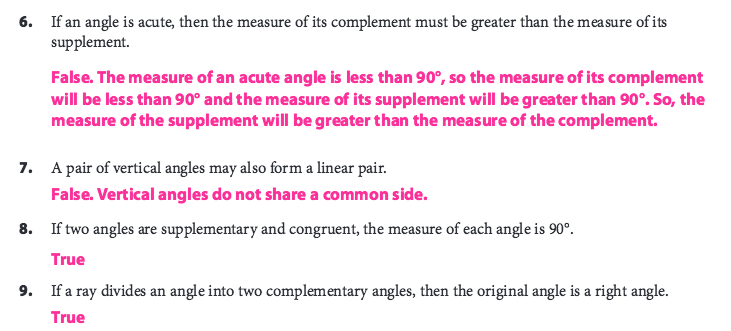 6. If an angle is acute, then the measure of its complement must be greater than the measure of its
supplement.
False. The measure of an acute angle is less than 90°, so the measure of its complement
will be less than 90° and the measure of its supplement will be greater than 90°. So, the
measure of the supplement will be greater than the measure of the complement.
7. A pair of vertical angles may also form a linear pair.
False. Vertical angles do not share a common side.
8. If two angles are supplementary and congruent, the measure of each angle is 90°.
True
9. If a ray divides an angle into two complementary angles, then the original angle is a right angle.
True